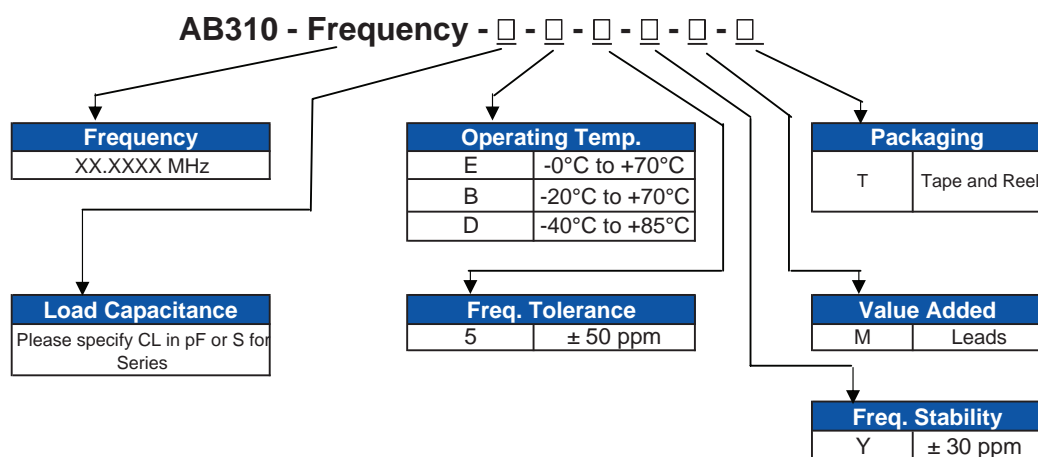 AB310 - Frequency - □ - □ - □ - □ - □ - □
Frequency
XX.XXXX MHz
Operating Temp.
E -0°C to +70°C
B -20°C to +70°C
D -40°C to +85°C
Packaging
T Tape and Reel
Load Capacitance
Please specify CL in pF or S for
Series
Freq. Tolerance
5 ± 50 ppm
Value Added
M Leads
Freq. Stability
Y ± 30 ppm